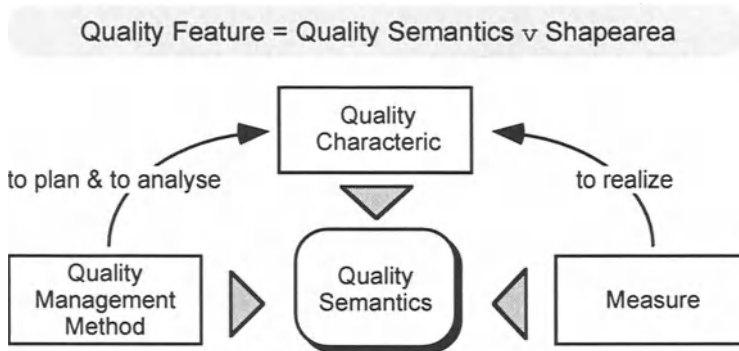 Quality Feature = Quality Semantics v Shapearea
Quality
Characteric
to plan & to analyse
to realize
Quality
Management
Method
Quality
Semantics
Measure